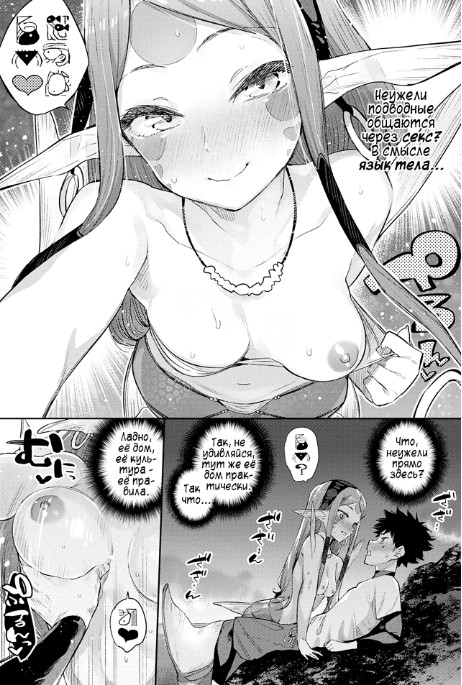 Неужели
подводные
общаются
через секс?
В смысле
язык тела...
Что,
неужели
прямо
здесь?
Так, не
удивляйся,
тут же её
дом прак-
тически.
Так
что...
?
Ладно,
её дом,
её куль-
тура -
её пра-
вила.